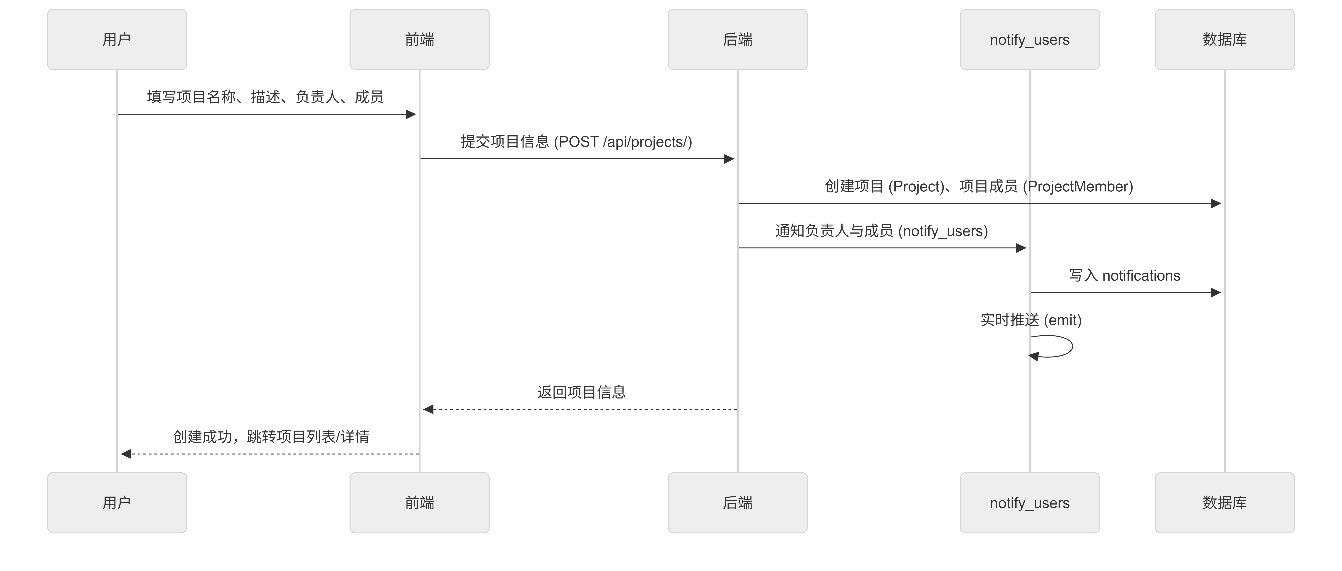 用户
前端
后端
notify_users
数据库
填写项目名称、描述、负责人、成员
提交项目信息 (POST /api/projects/)
创建项目 (Project)、项目成员 (ProjectMember)
通知负责人与成员 (notify_users)
写入 notifications
实时推送 (emit)
返回项目信息
创建成功，跳转项目列表/详情
用户
前端
后端
notify_users
数据库